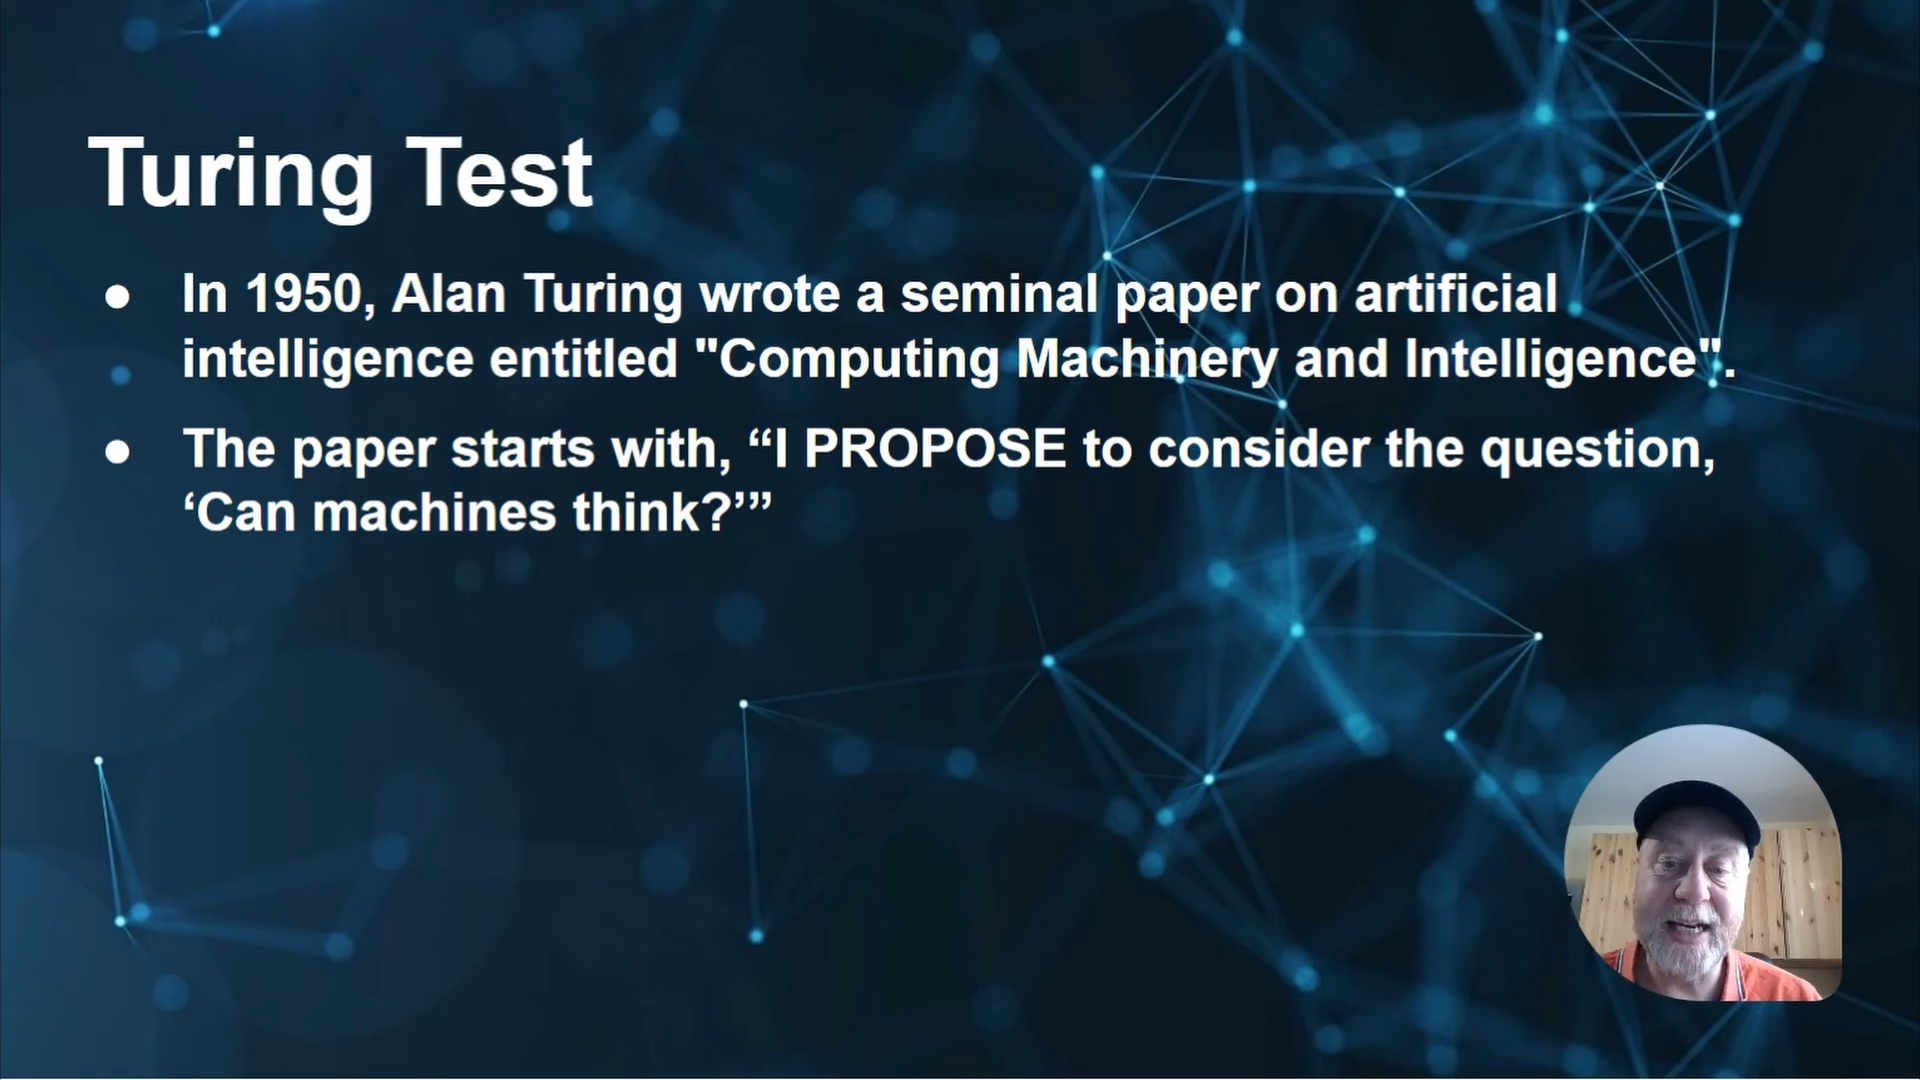 Turing Test
● In 1950, Alan Turing wrote a seminal paper on artificial
intelligence entitled "Computing Machinery and Intelligence".
● The paper starts with, “I PROPOSE to consider the question,
‘Can machines think?’”